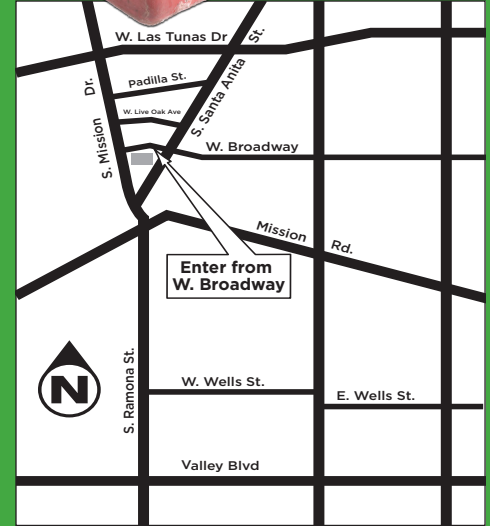 W. Las Tunas Dr
S. Santa Anita St.
Padilla St.
S. Mission Dr.
W. Live Oak Ave
W. Broadway
Mission Rd.
Enter from
W. Broadway
N
S. Ramona St.
W. Wells St.
E. Wells St.
Valley Blvd